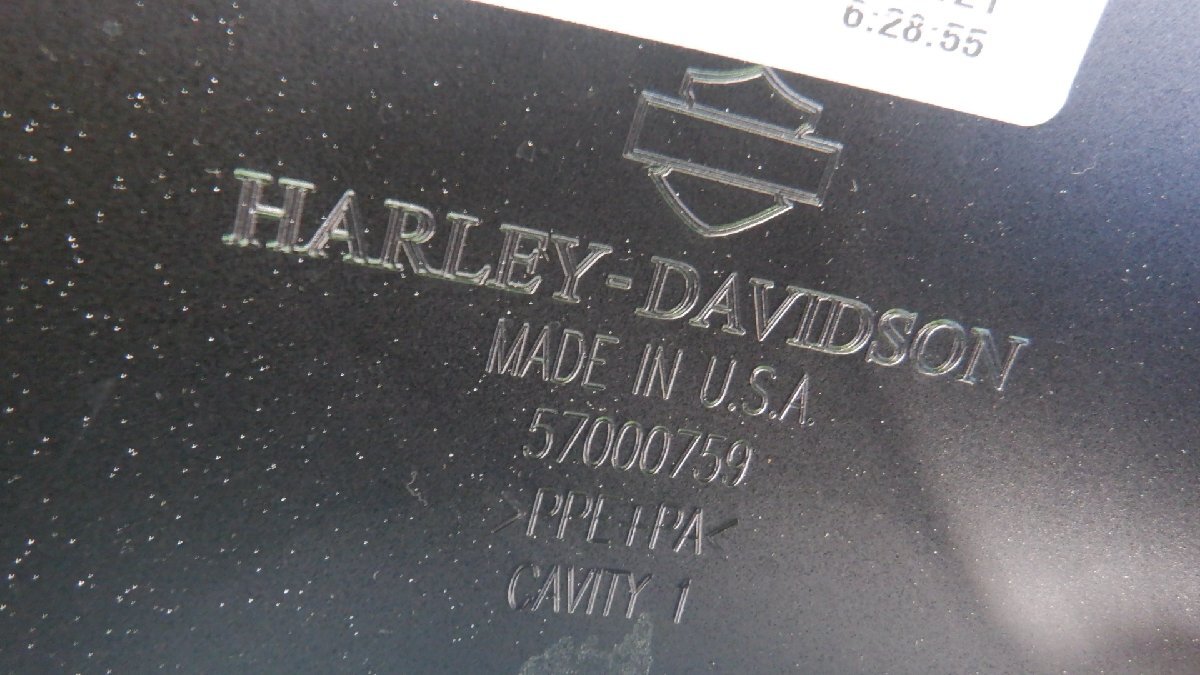 6:28:55
HARLEY-DAVIDSON
MADE IN U.S.A.
57000759
>PPE+PA<
CAVITY 1